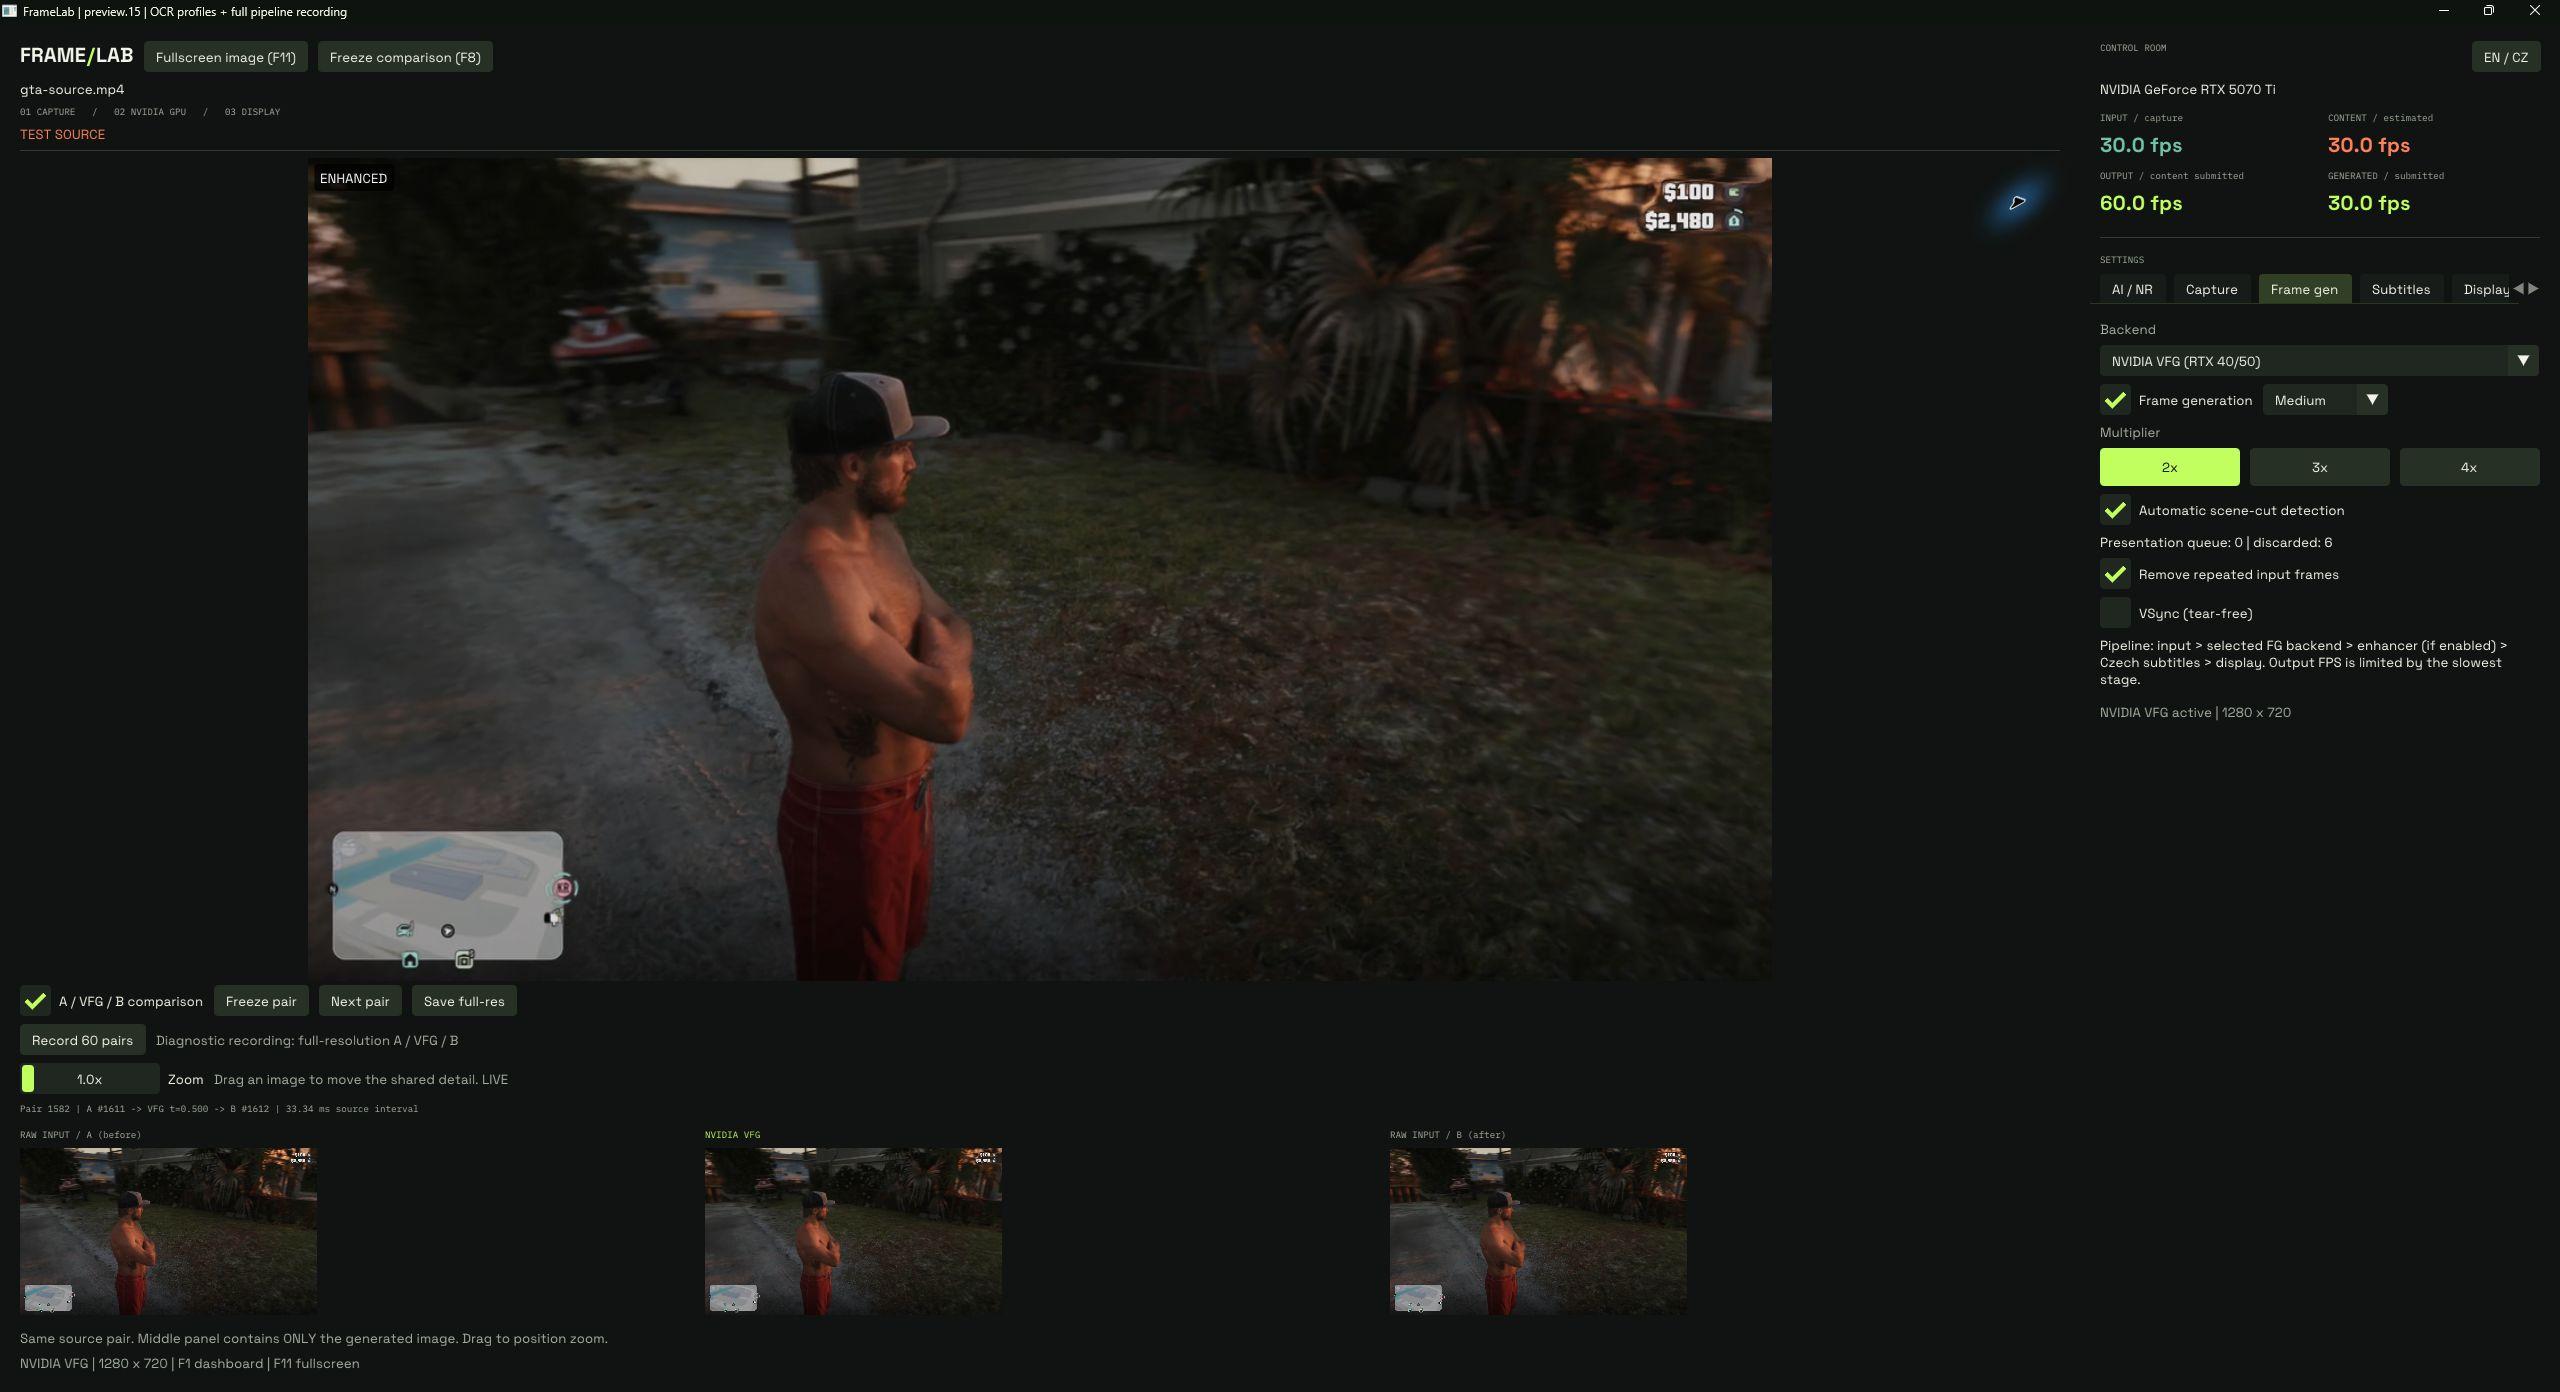 FrameLab | preview.15 | OCR profiles + full pipeline recording
FRAME/LAB
Fullscreen image (F11)
Freeze comparison (F8)
gta-source.mp4
01 CAPTURE / 02 NVIDIA GPU / 03 DISPLAY
TEST SOURCE
ENHANCED
$100
$2,480
N
A / VFG / B comparison
Freeze pair
Next pair
Save full-res
Record 60 pairs
Diagnostic recording: full-resolution A / VFG / B
1.0x
Zoom
Drag an image to move the shared detail. LIVE
Pair 1582 | A #1611 -> VFG t=0.500 -> B #1612 | 33.34 ms source interval
RAW INPUT / A (before)
NVIDIA VFG
RAW INPUT / B (after)
Same source pair. Middle panel contains ONLY the generated image. Drag to position zoom.
NVIDIA VFG | 1280 x 720 | F1 dashboard | F11 fullscreen
CONTROL ROOM
EN / CZ
NVIDIA GeForce RTX 5070 Ti
INPUT / capture
CONTENT / estimated
30.0 fps
30.0 fps
OUTPUT / content submitted
GENERATED / submitted
60.0 fps
30.0 fps
SETTINGS
AI / NR
Capture
Frame gen
Subtitles
Display
Backend
NVIDIA VFG (RTX 40/50)
Frame generation
Medium
Multiplier
2x
3x
4x
Automatic scene-cut detection
Presentation queue: 0 | discarded: 6
Remove repeated input frames
VSync (tear-free)
Pipeline: input > selected FG backend > enhancer (if enabled) >
Czech subtitles > display. Output FPS is limited by the slowest
stage.
NVIDIA VFG active | 1280 x 720